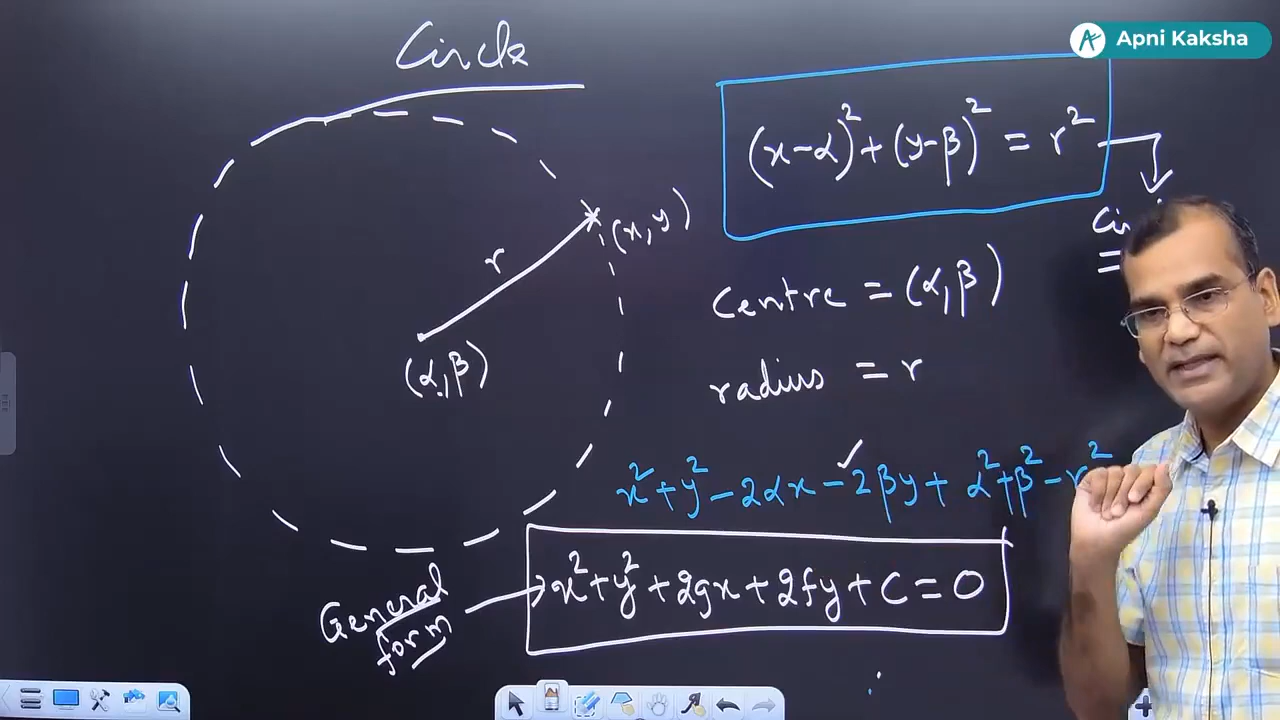 Apni Kaksha
Circle
(x-α)²+(y-β)² = r²
(x,y)
r
(α,β)
Centre = (α,β)
radius = r
x²+y²-2αx-2βy+α²+β²-r²
General form → x²+y²+2gx+2fy+C=0